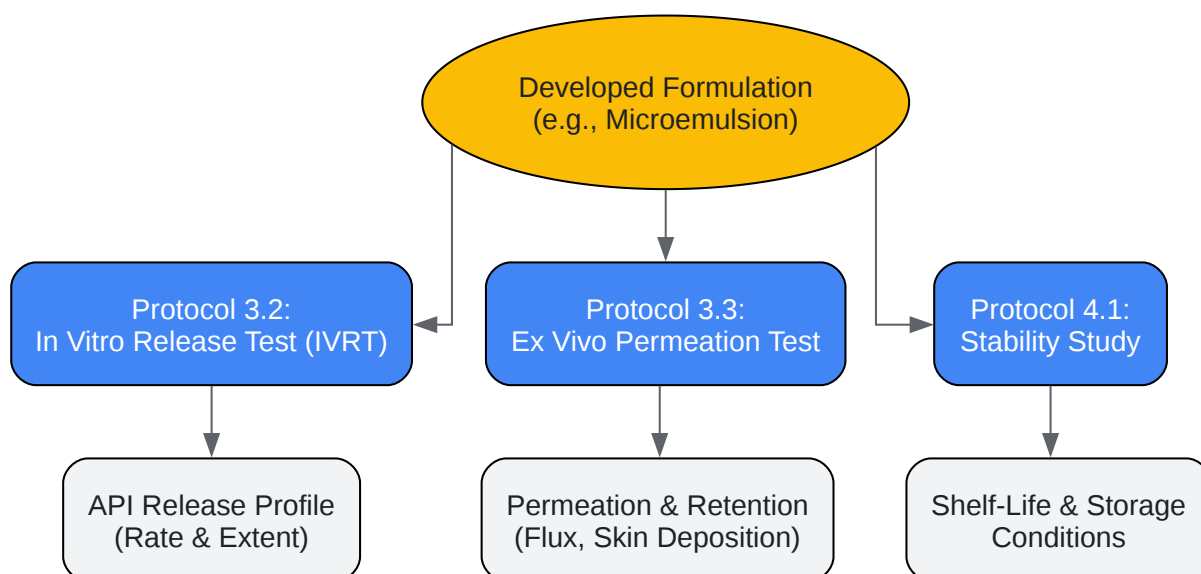 Developed Formulation
(e.g., Microemulsion)
Protocol 3.2:
In Vitro Release Test (IVRT)
Protocol 3.3:
Ex Vivo Permeation Test
Protocol 4.1:
Stability Study
API Release Profile
(Rate & Extent)
Permeation & Retention
(Flux, Skin Deposition)
Shelf-Life & Storage
Conditions